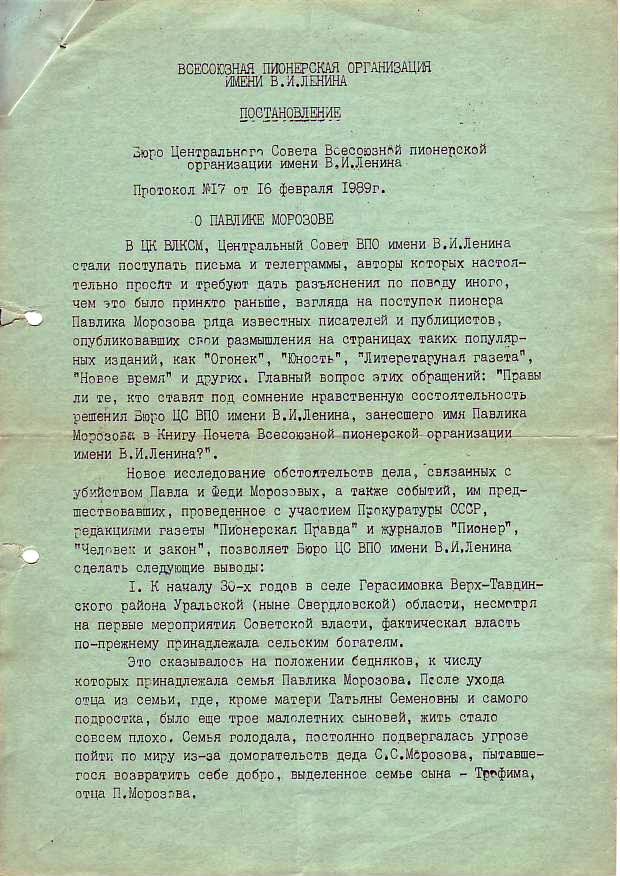 ВСЕСОЮЗНАЯ ПИОНЕРСКАЯ ОРГАНИЗАЦИЯ
ИМЕНИ В.И.ЛЕНИНА
ПОСТАНОВЛЕНИЕ
Бюро Центрального Совета Всесоюзной пионерской
организации имени В.И.Ленина
Протокол №17 от 16 февраля 1989г.
О ПАВЛИКЕ МОРОЗОВЕ
В ЦК ВЛКСМ, Центральный Совет ВПО имени В.И.Ленина
стали поступать письма и телеграммы, авторы которых настоя-
тельно просят и требуют дать разъяснения по поводу иного,
чем это было принято раньше, взгляда на поступок пионера
Павлика Морозова ряда известных писателей и публицистов,
опубликовавших свои размышления на страницах таких популяр-
ных изданий, как "Огонек", "Юность", "Литеретаруная газета",
"Новое время" и других. Главный вопрос этих обращений: "Правы
ли те, кто ставят под сомнение нравственную состоятельность
решения Бюро ЦС ВПО имени В.И.Ленина, занесшего имя Павлика
Морозова в Книгу Почета Всесоюзной пионерской организации
имени В.И.Ленина?".
Новое исследование обстоятельств дела, связанных с
убийством Павла и Феди Морозовых, а также событий, им пред-
шествовавших, проведенное с участием Прокуратуры СССР,
редакциями газеты "Пионерская Правда" и журналов "Пионер",
"Человек и закон", позволяет Бюро ЦС ВПО имени В.И.Ленина
сделать следующие выводы:
I. К началу 30-х годов в селе Герасимовка Верх-Тавдин-
ского района Уральской (ныне Свердловской) области, несмотря
на первые мероприятия Советской власти, фактическая власть
по-прежнему принадлежала сельским богатеям.
Это сказывалось на положении бедняков, к числу
которых принадлежала семья Павлика Морозова. После ухода
отца из семьи, где, кроме матери Татьяны Семеновны и самого
подростка, было еще трое малолетних сыновей, жить стало
совсем плохо. Семья голодала, постоянно подвергалась угрозе
пойти по миру из-за домогательств деда С.С.Морозова, пытавше-
гося возвратить себе добро, выделенное семье сына - Трофима,
отца П.Морозова.